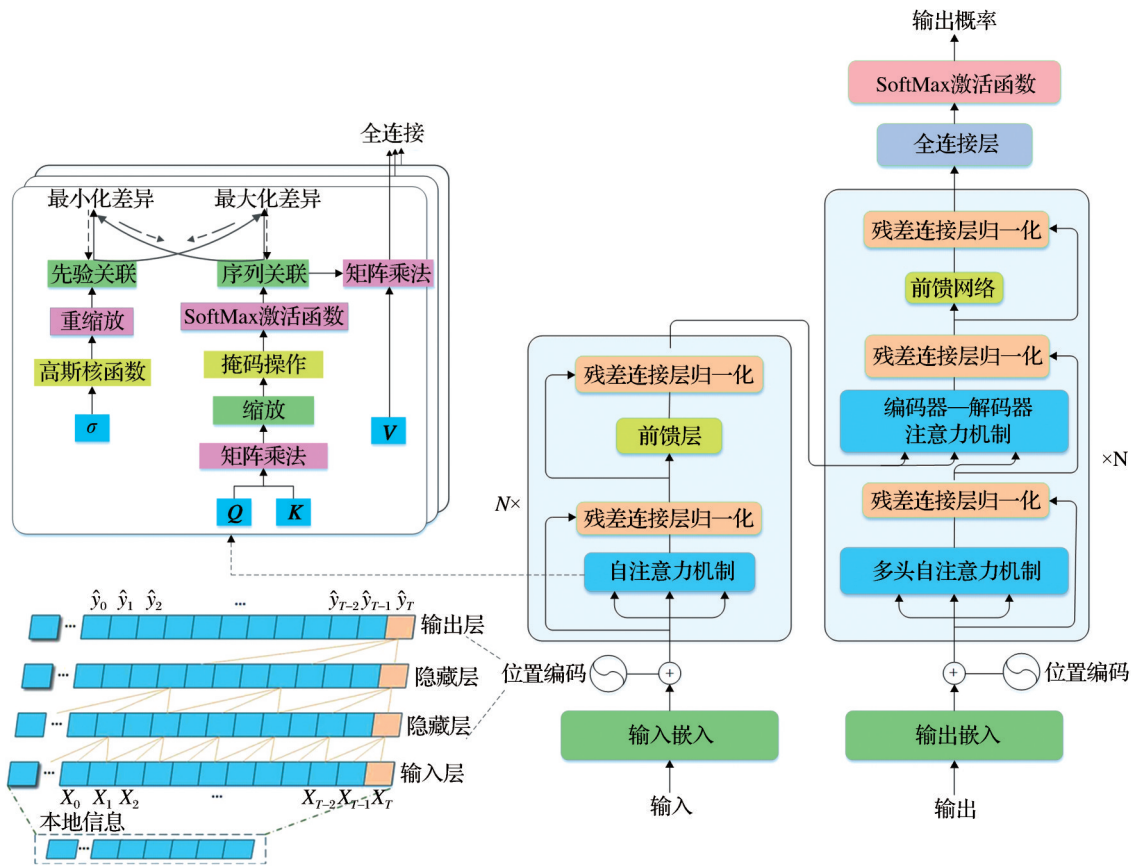 输出概率
SoftMax激活函数
全连接层
残差连接层归一化
前馈网络
残差连接层归一化
编码器—解码器
注意力机制
×N
残差连接层归一化
多头自注意力机制
位置编码
输出嵌入
输出
残差连接层归一化
前馈层
N×
残差连接层归一化
自注意力机制
位置编码
输入嵌入
输入
全连接
最小化差异
最大化差异
先验关联
序列关联
矩阵乘法
重缩放
SoftMax激活函数
高斯核函数
掩码操作
σ
缩放
V
矩阵乘法
Q
K
ŷ₀ ŷ₁ ŷ₂ ... ŷ_{T−2} ŷ_{T−1} ŷ_T
... 输出层
... 隐藏层
... 隐藏层
... 输入层
X₀ X₁ X₂ ... X_{T−2} X_{T−1} X_T
本地信息
...